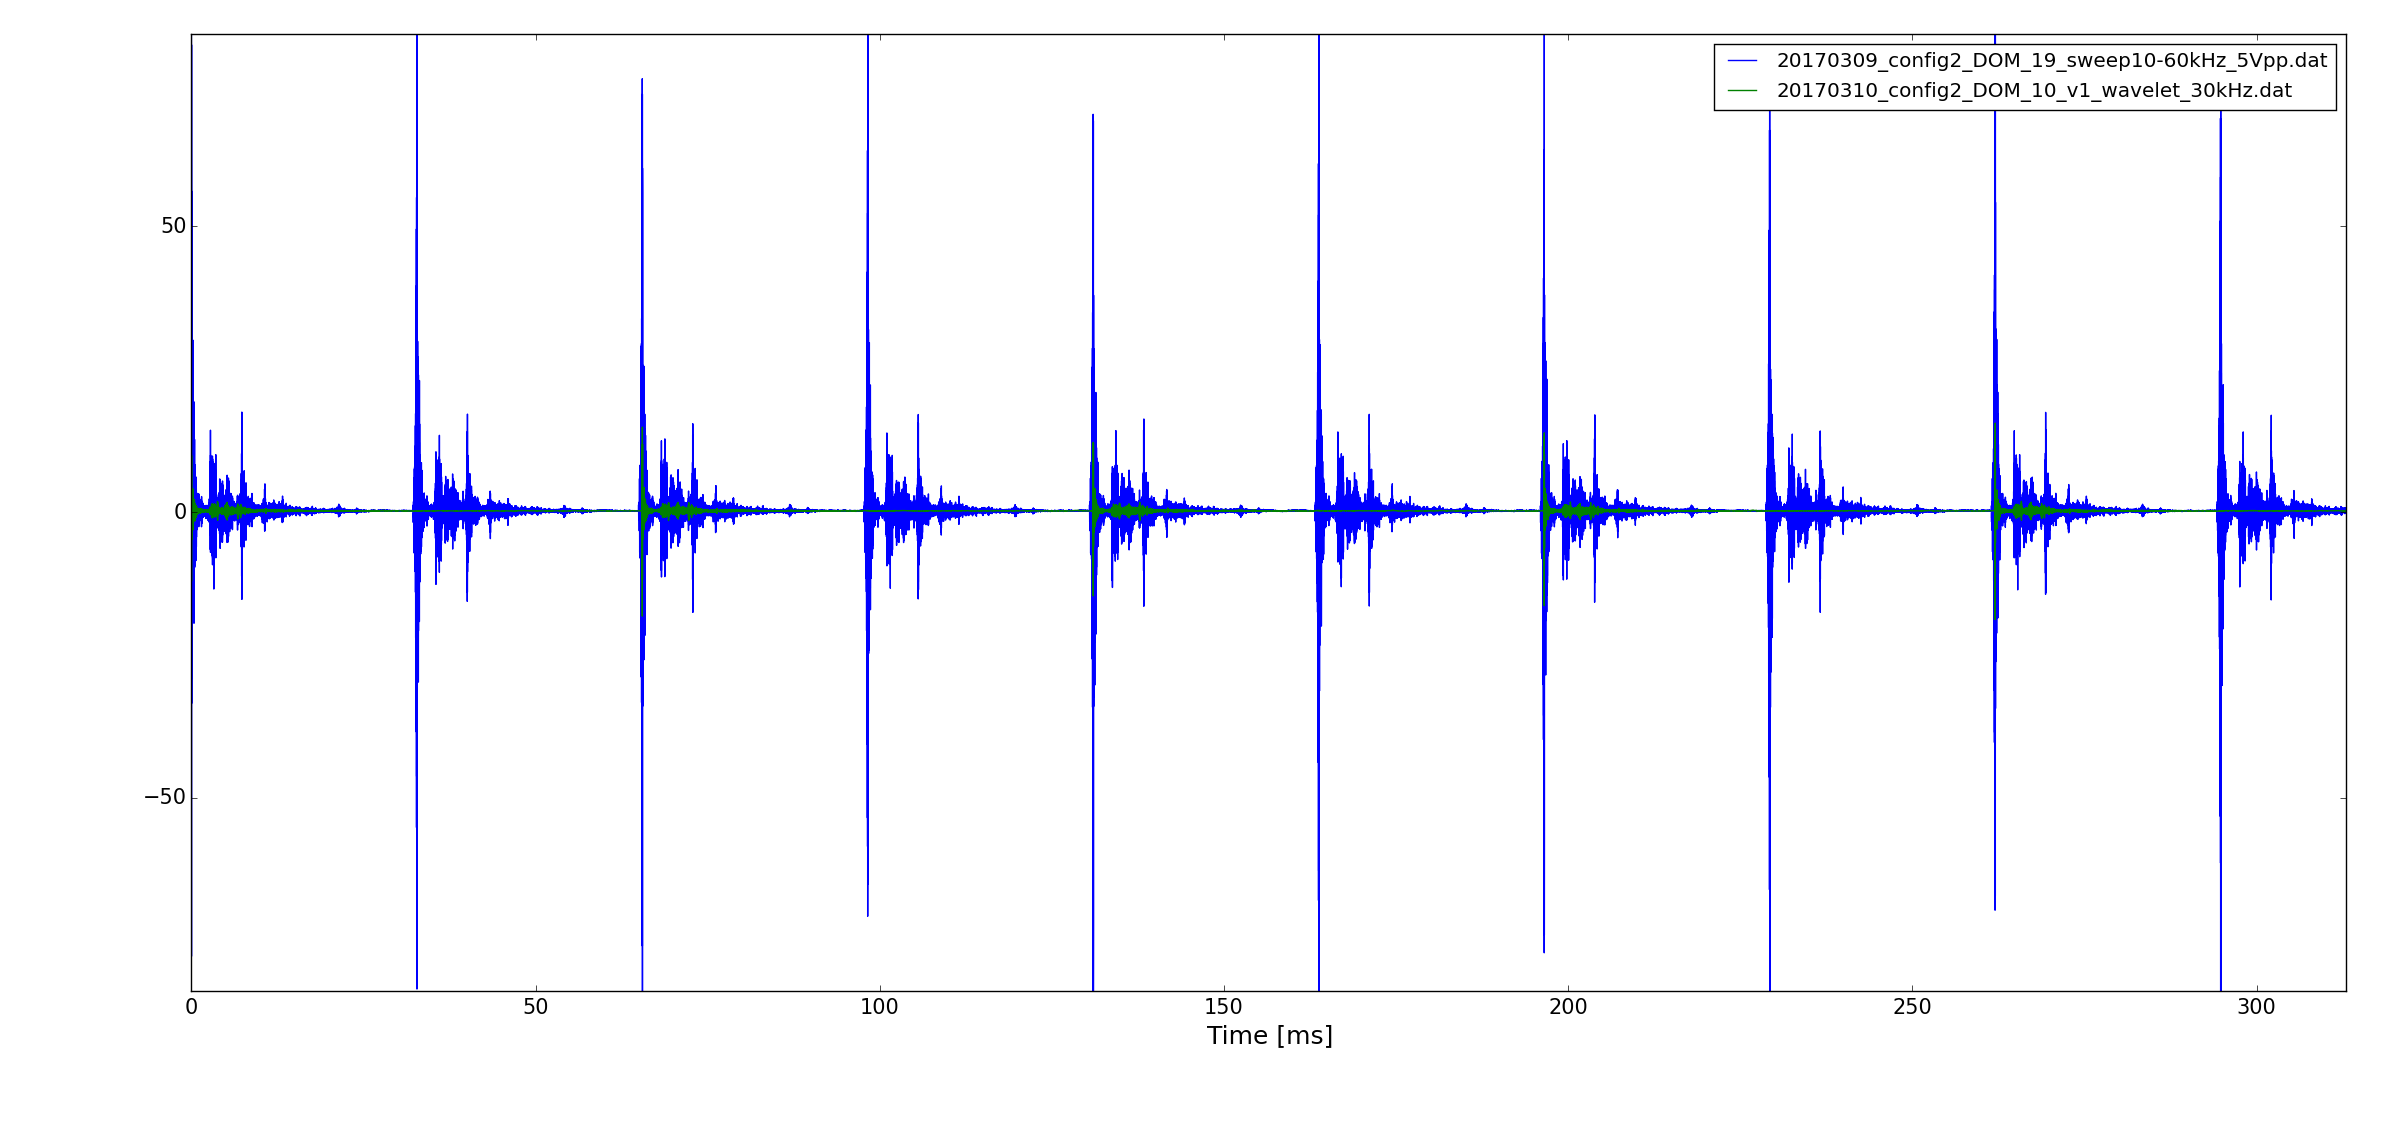 20170309_config2_DOM_19_sweep10-60kHz_5Vpp.dat
20170310_config2_DOM_10_v1_wavelet_30kHz.dat
50
0
−50
0 50 100 150 200 250 300
Time [ms]